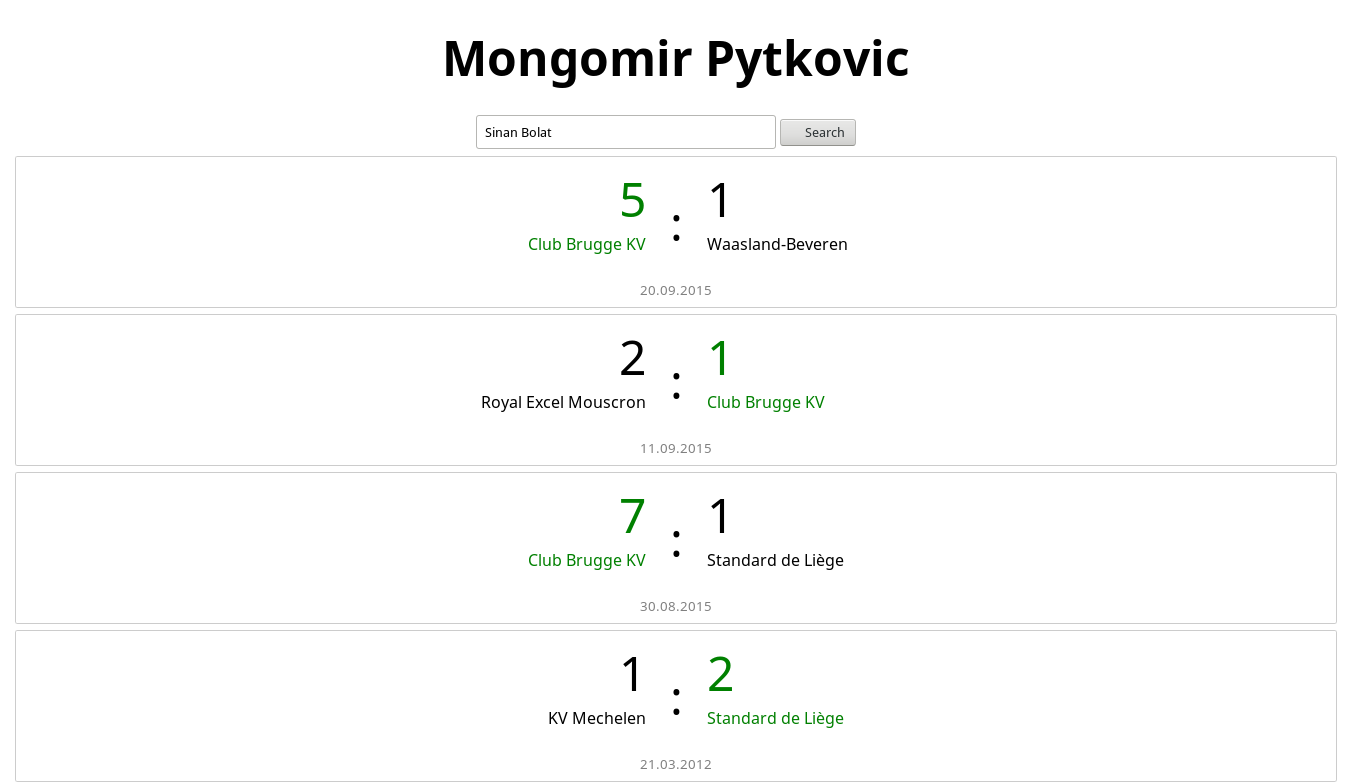 Mongomir Pytkovic
Sinan Bolat Search
5 : 1
Club Brugge KV Waasland-Beveren
20.09.2015
2 : 1
Royal Excel Mouscron Club Brugge KV
11.09.2015
7 : 1
Club Brugge KV Standard de Liège
30.08.2015
1 : 2
KV Mechelen Standard de Liège
21.03.2012